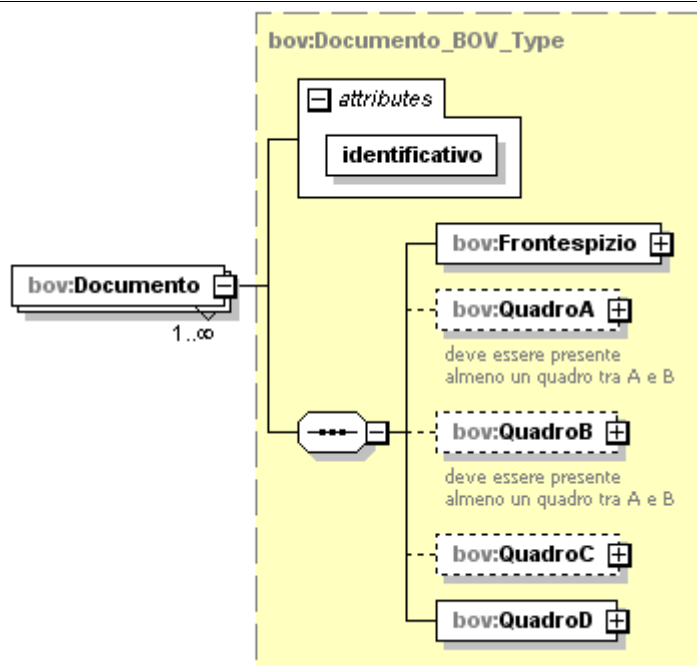 bov:Documento_BOV_Type
attributes
identificativo
bov:Documento
1..∞
bov:Frontespizio
bov:QuadroA
deve essere presente
almeno un quadro tra A e B
bov:QuadroB
deve essere presente
almeno un quadro tra A e B
bov:QuadroC
bov:QuadroD